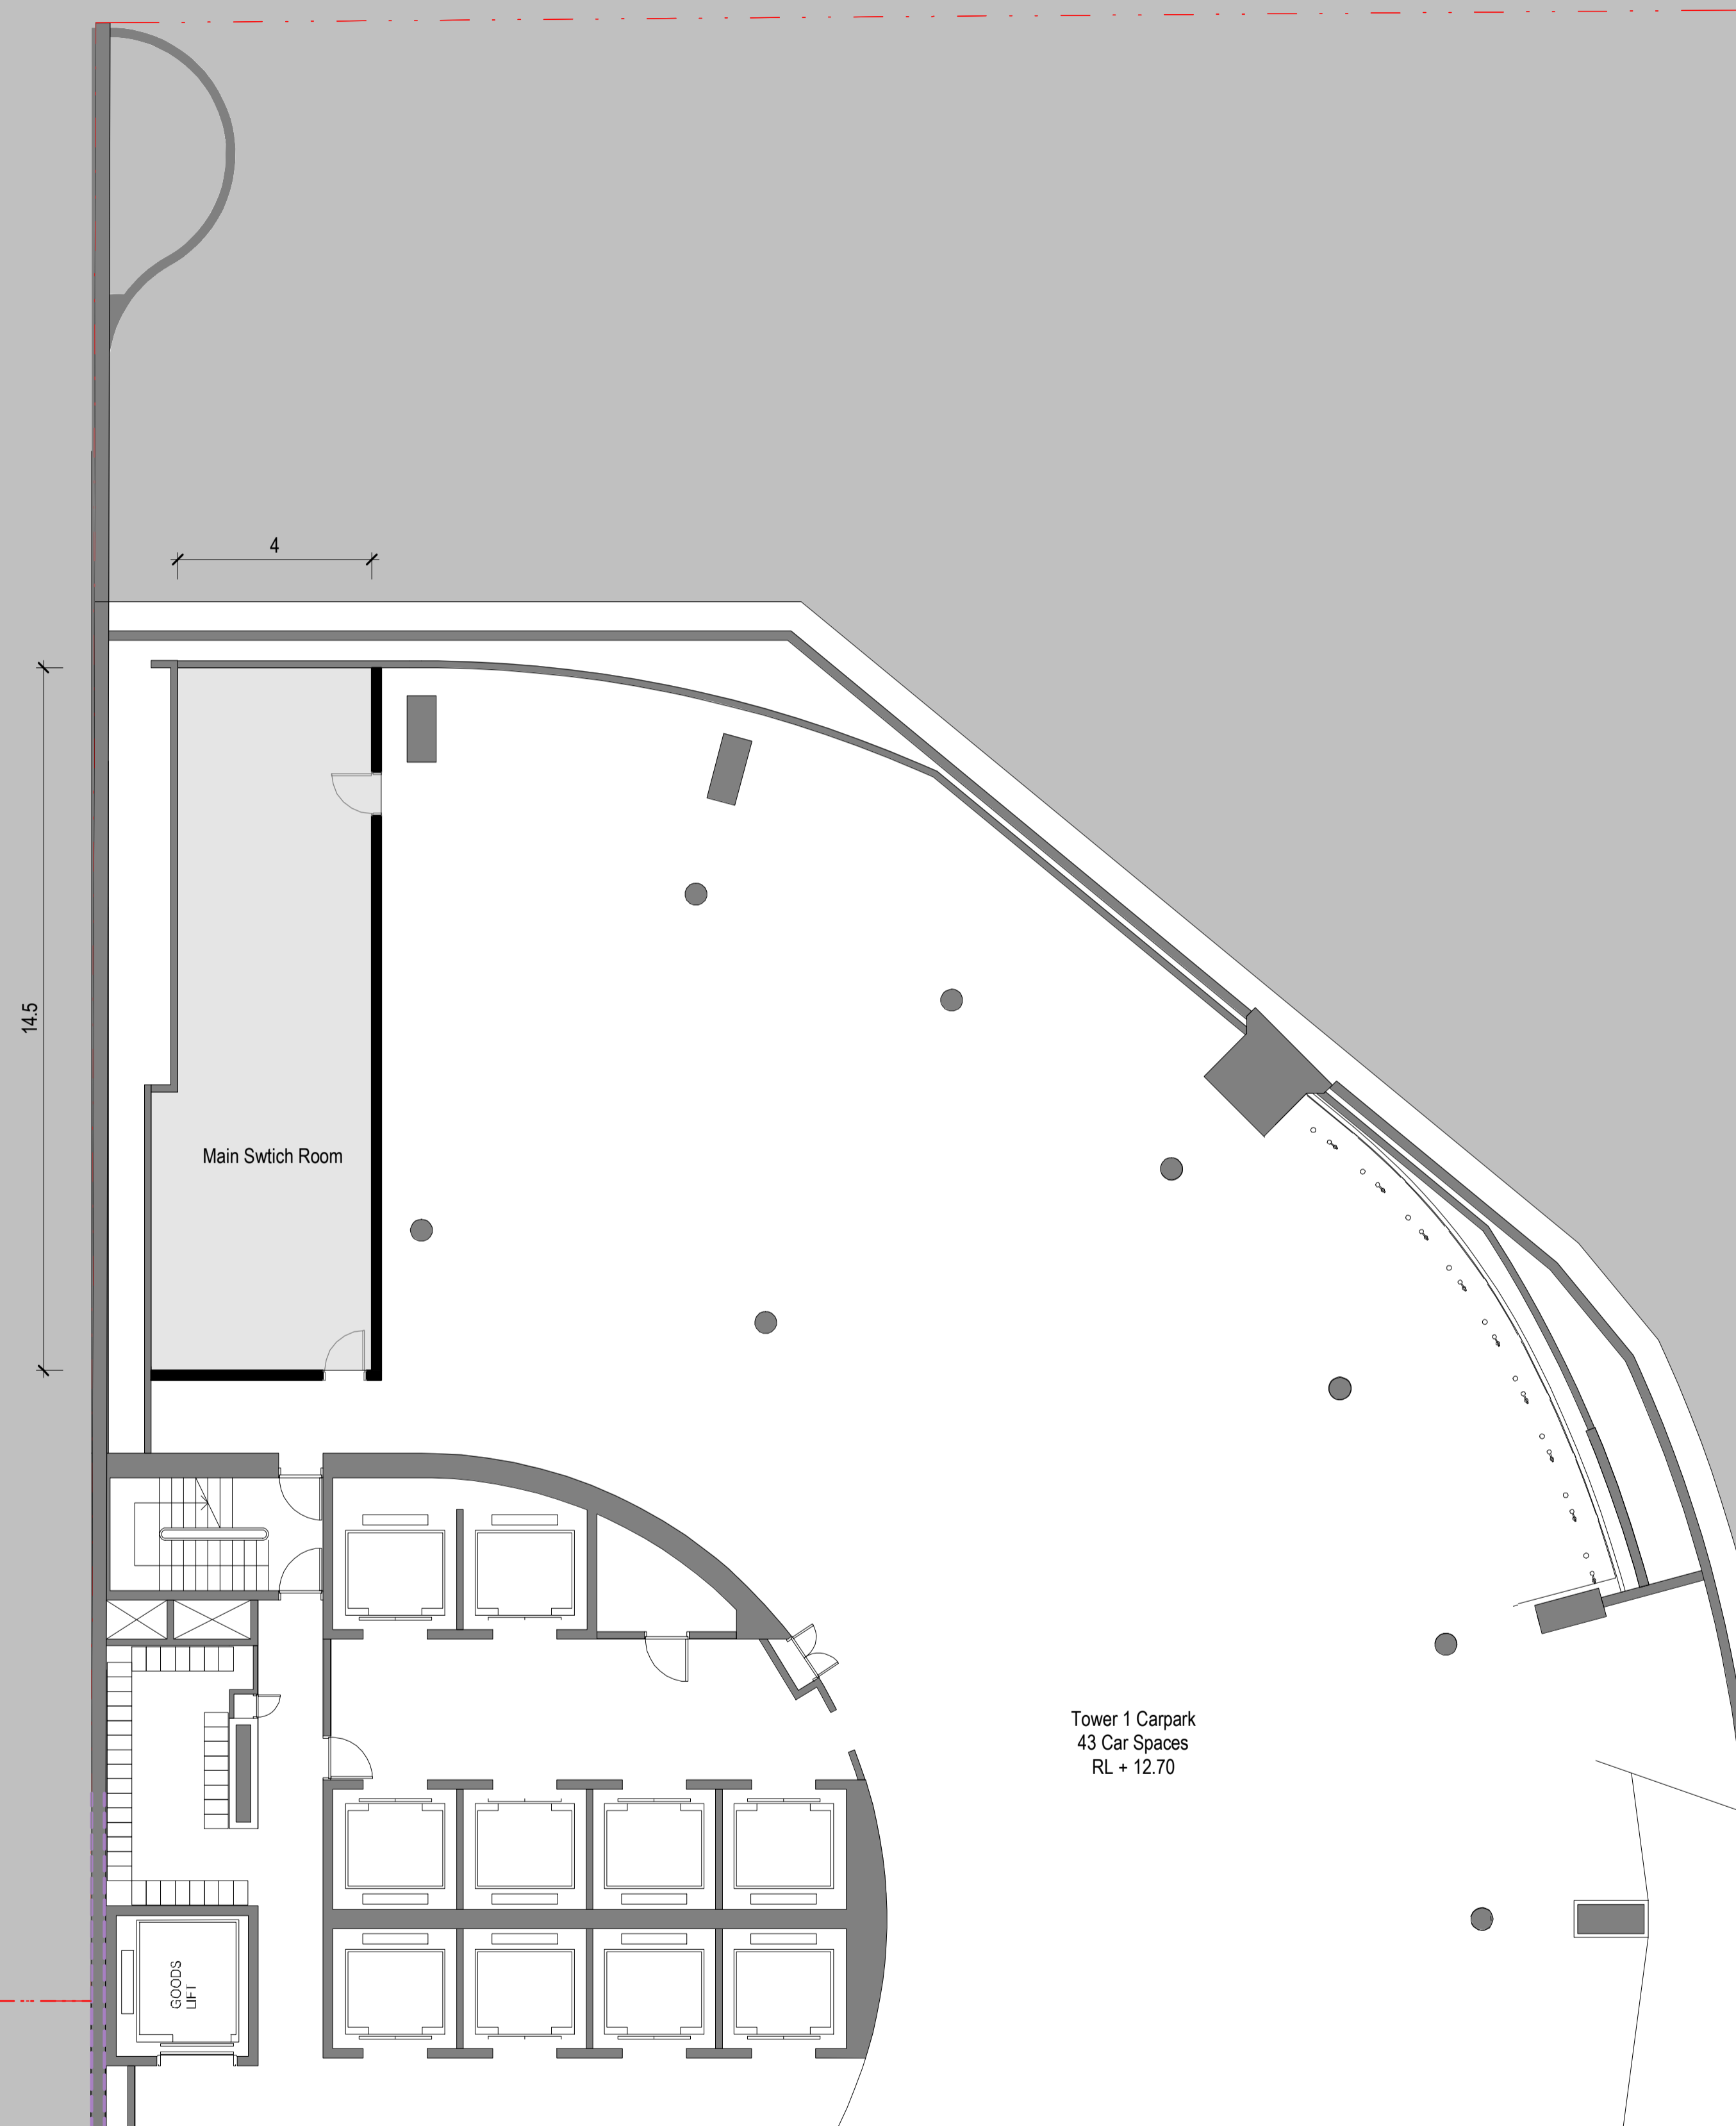 4
14.5
Main Swtich Room
Tower 1 Carpark
43 Car Spaces
RL + 12.70
GOODS
LIFT